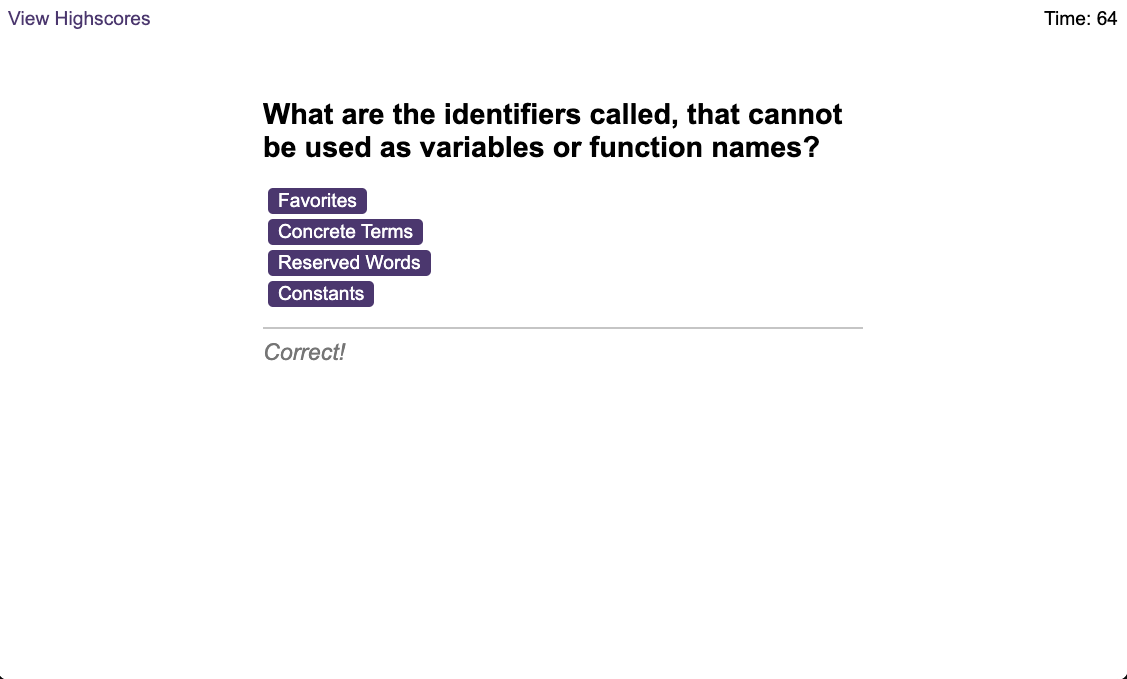 View Highscores
Time: 64
What are the identifiers called, that cannot
be used as variables or function names?
Favorites
Concrete Terms
Reserved Words
Constants
Correct!